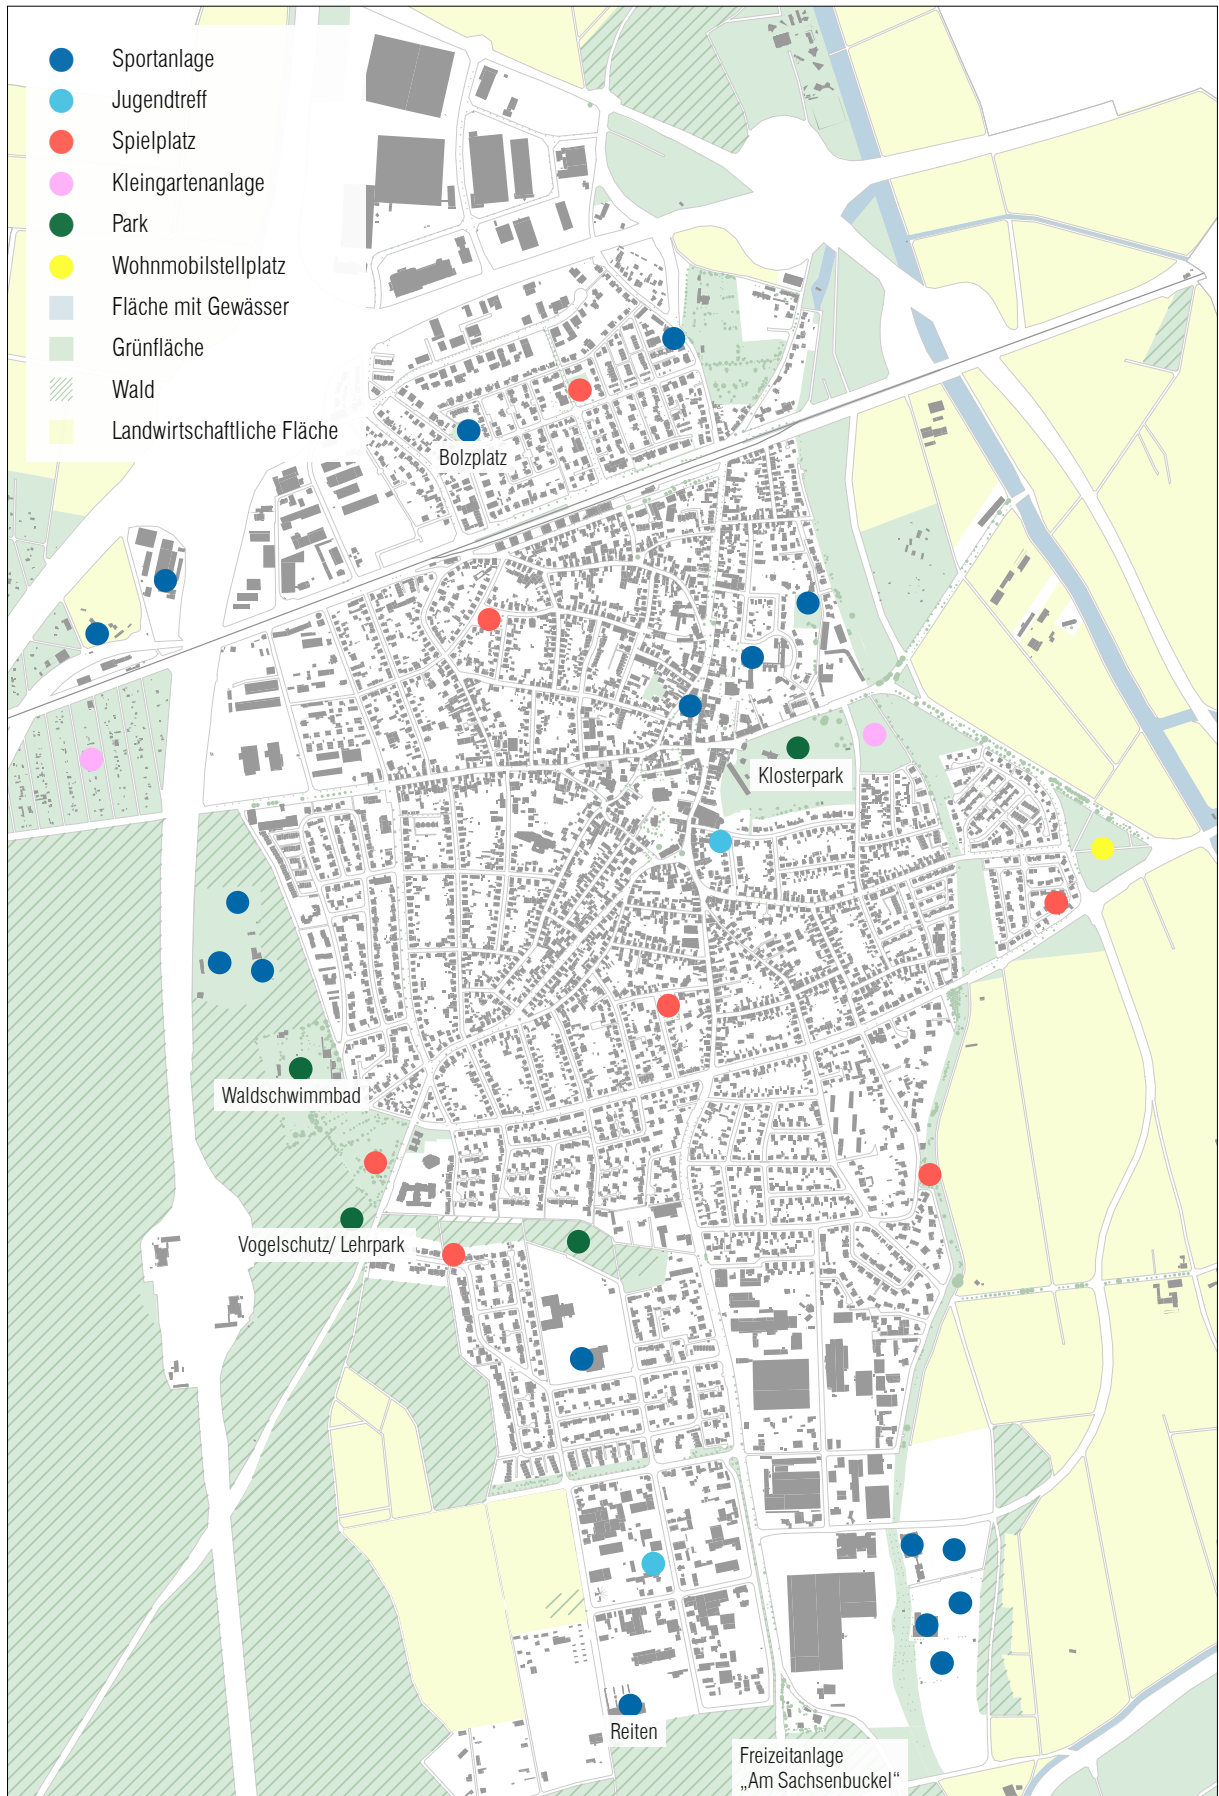 Sportanlage
Jugendtreff
Spielplatz
Kleingartenanlage
Park
Wohnmobilstellplatz
Fläche mit Gewässer
Grünfläche
Wald
Landwirtschaftliche Fläche
Bolzplatz
Klosterpark
Waldschwimmbad
Vogelschutz/ Lehrpark
Reiten
Freizeitanlage
„Am Sachsenbuckel“